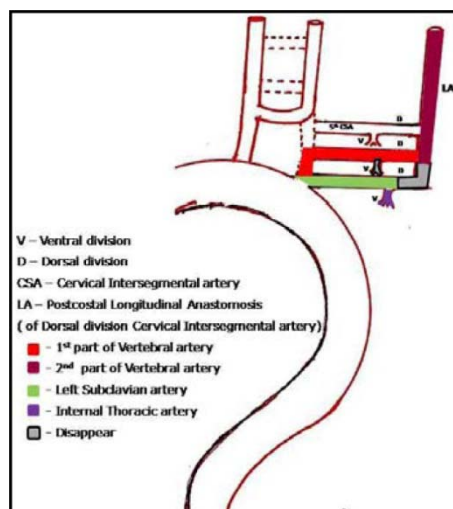 LA
D
5th CSA
V
D
V
D
V
V – Ventral division
D – Dorsal division
CSA – Cervical Intersegmental artery
LA – Postcostal Longitudinal Anastomosis
( of Dorsal division Cervical Intersegmental artery)
- 1st part of Vertebral artery
- 2nd part of Vertebral artery
- Left Subclavian artery
- Internal Thoracic artery
- Disappear